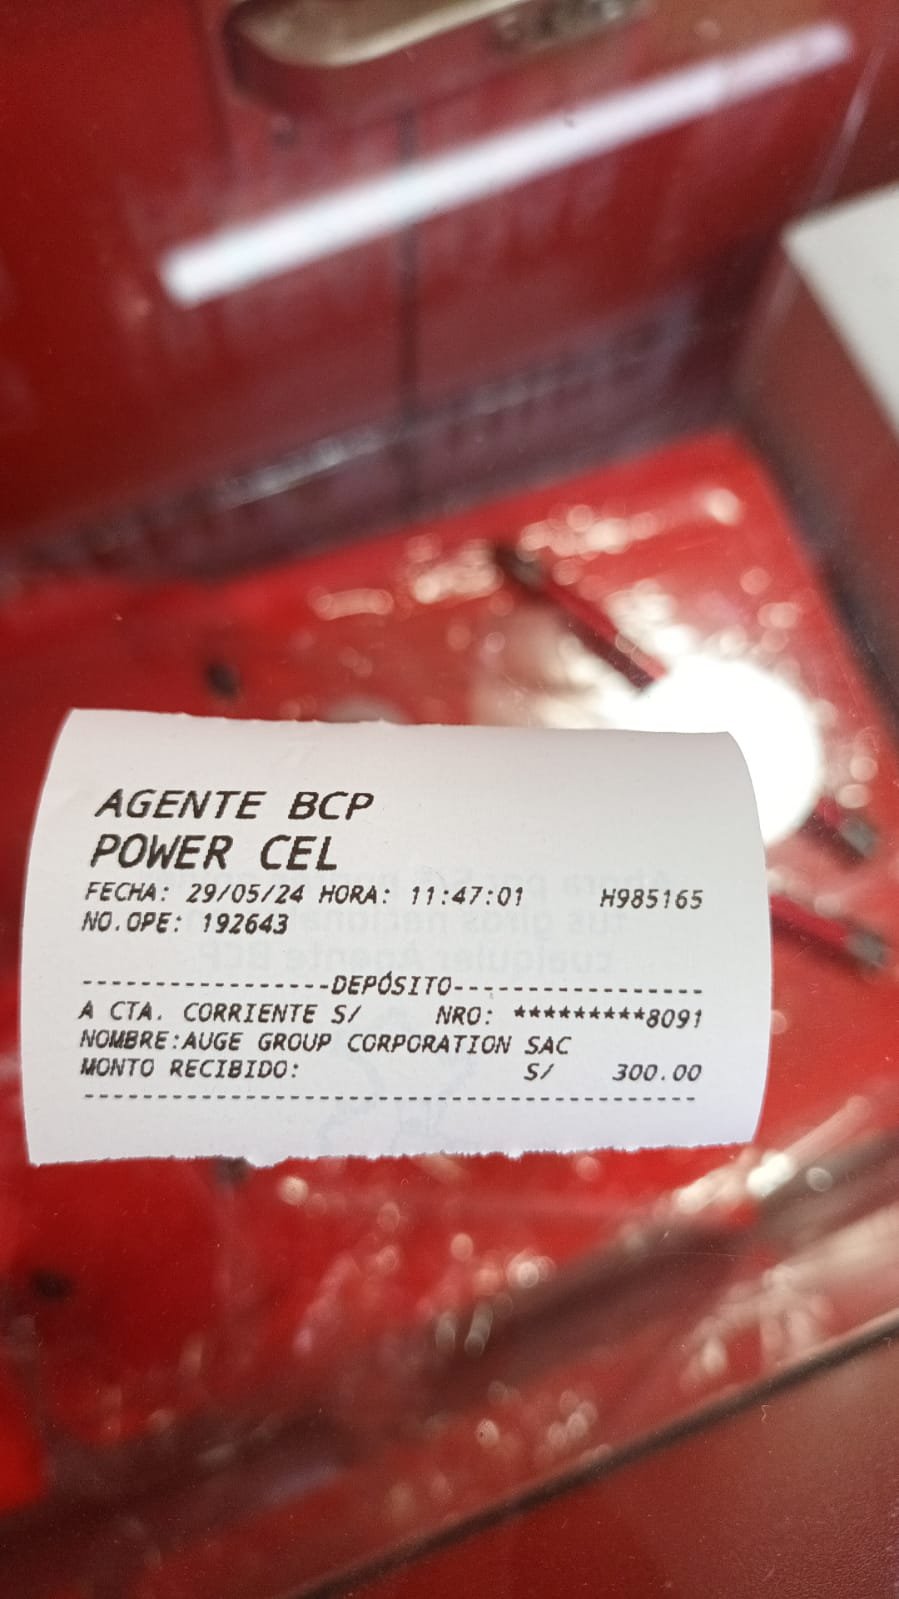 AGENTE BCP
POWER CEL
FECHA: 29/05/24 HORA: 11:47:01 H985165
NO.OPE: 192643
-----------------DEPÓSITO-----------------
A CTA. CORRIENTE S/ NRO: *********8091
NOMBRE:AUGE GROUP CORPORATION SAC
MONTO RECIBIDO: S/ 300.00
------------------------------------------